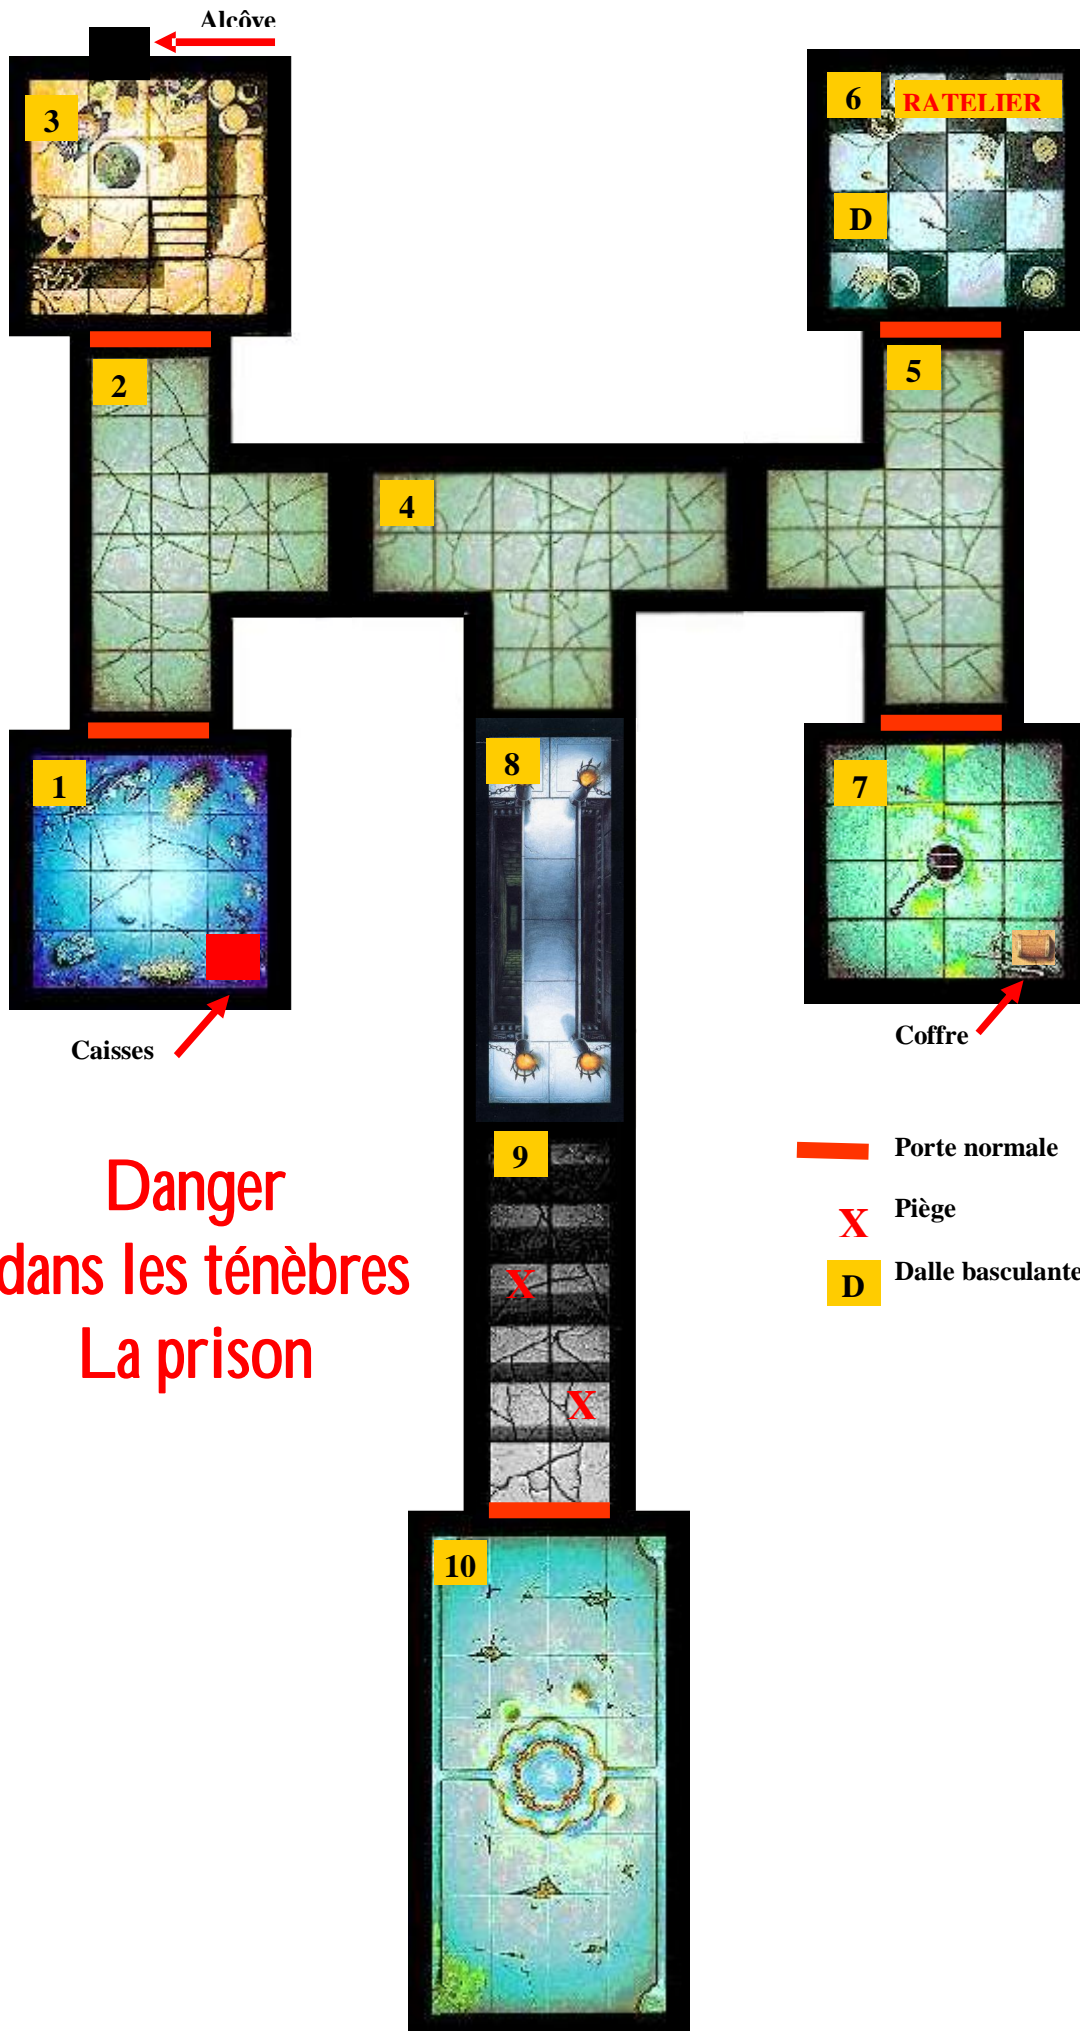 Alcôve
3
6
RATELIER
D
2
5
4
1
8
7
Caisses
Coffre
9
Porte normale
X
Piège
D
Dalle basculante
Danger
dans les ténèbres
La prison
X
X
10